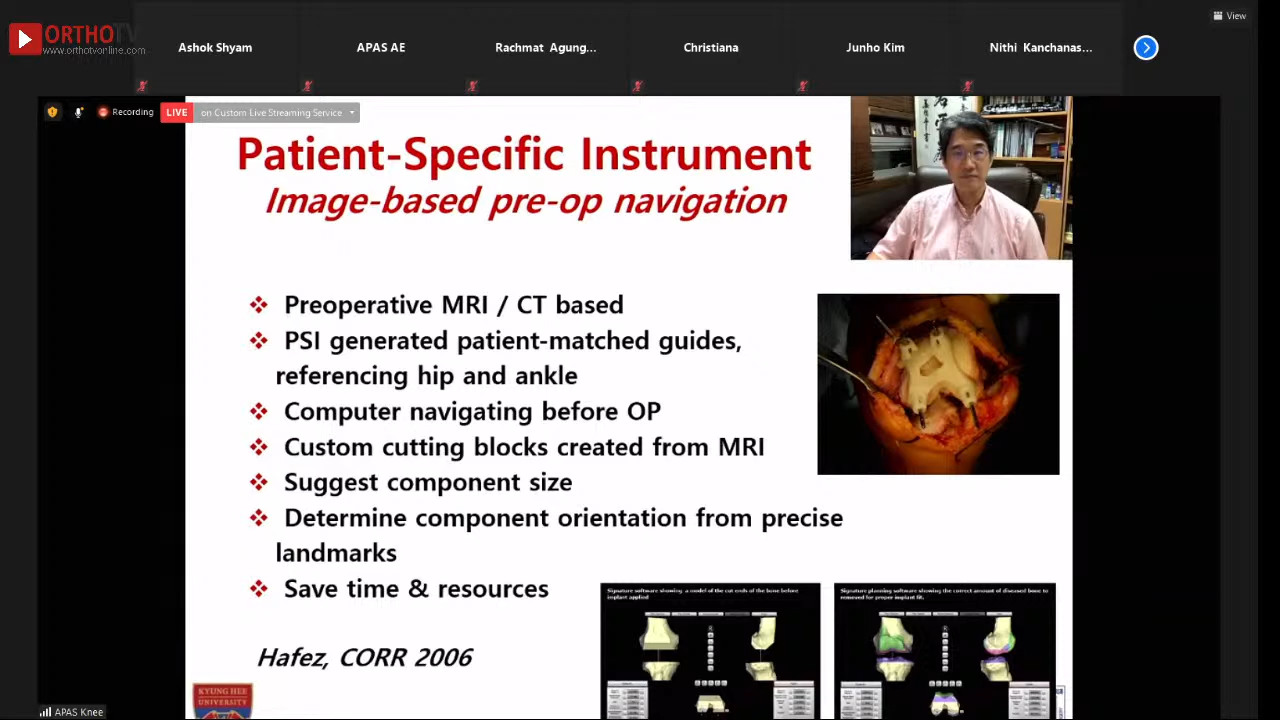 ORTHOTV
www.orthotvonline.com
Ashok Shyam
APAS AE
Rachmat Agung...
Christiana
Junho Kim
Nithi Kanchanas...
View
Recording
LIVE
on Custom Live Streaming Service
Patient-Specific Instrument
Image-based pre-op navigation
Preoperative MRI / CT based
PSI generated patient-matched guides,
referencing hip and ankle
Computer navigating before OP
Custom cutting blocks created from MRI
Suggest component size
Determine component orientation from precise
landmarks
Save time & resources
Hafez, CORR 2006
Signature software showing a model of the cut ends of the bone before
implant applied
Signature planning software showing the correct amount of diseased bone to
removed for proper implant fit.
KYUNG HEE
UNIVERSITY
APAS Knee